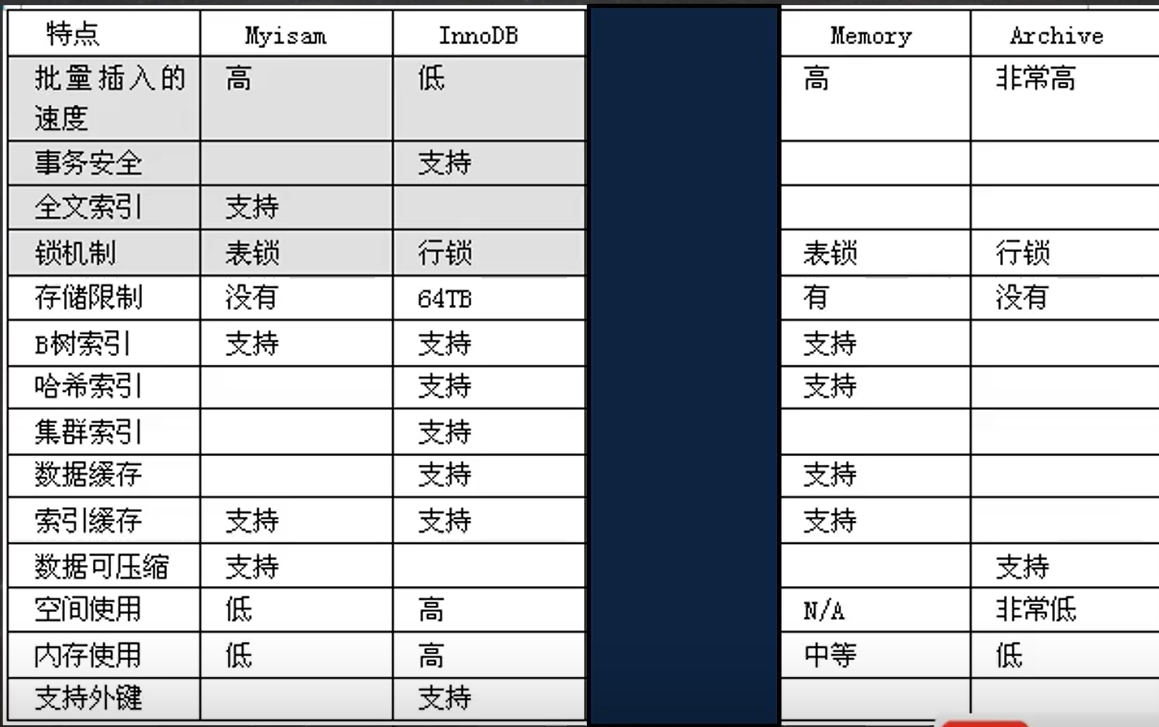 特点 Myisam InnoDB Memory Archive
批量插入的 高 低 高 非常高
速度
事务安全 支持
全文索引 支持
锁机制 表锁 行锁 表锁 行锁
存储限制 没有 64TB 有 没有
B树索引 支持 支持 支持
哈希索引 支持 支持
集群索引 支持
数据缓存 支持 支持
索引缓存 支持 支持 支持
数据可压缩 支持 支持
空间使用 低 高 N/A 非常低
内存使用 低 高 中等 低
支持外键 支持